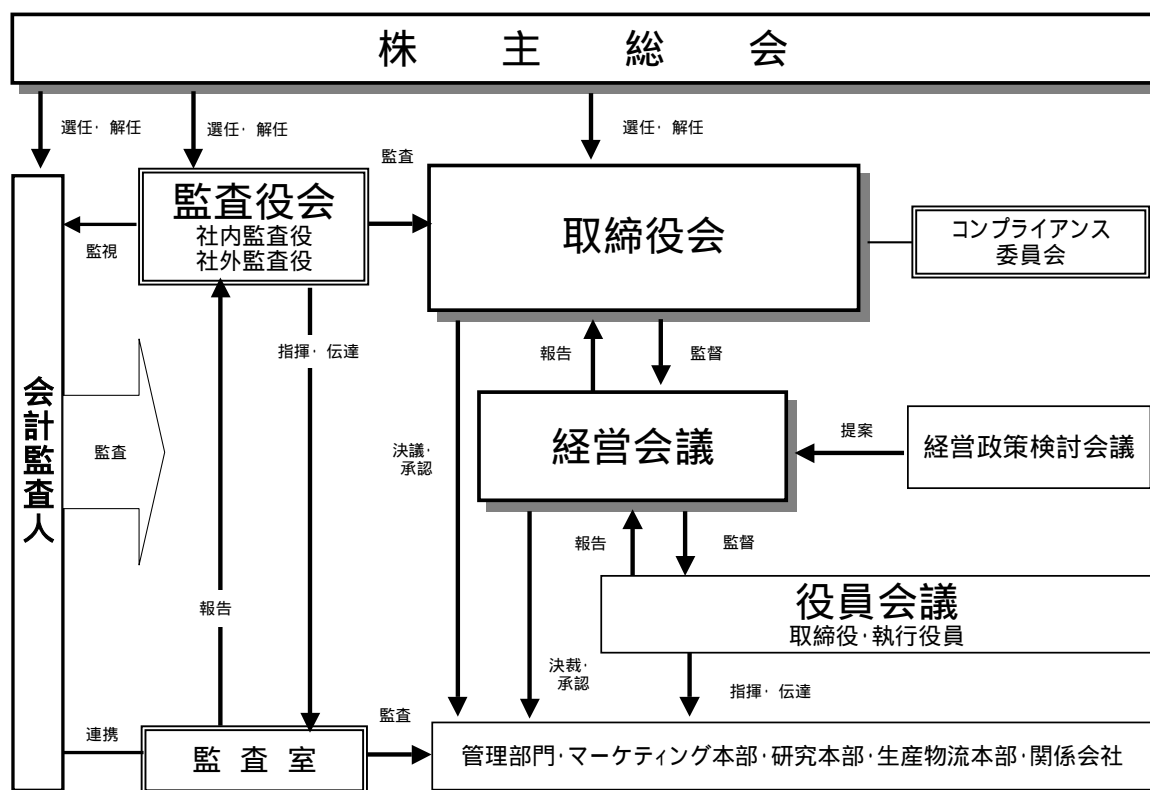 株 主 総 会
選任・解任
選任・解任
選任・解任
監査
監査役会
社内監査役
社外監査役
取締役会
コンプライアンス
委員会
監視
指揮・伝達
報告
監督
会計監査人
監査
決議・
承認
経営会議
提案
経営政策検討会議
報告
監督
役員会議
取締役・執行役員
報告
決裁・
承認
指揮・伝達
連携
監査室
監査
管理部門・マーケティング本部・研究本部・生産物流本部・関係会社